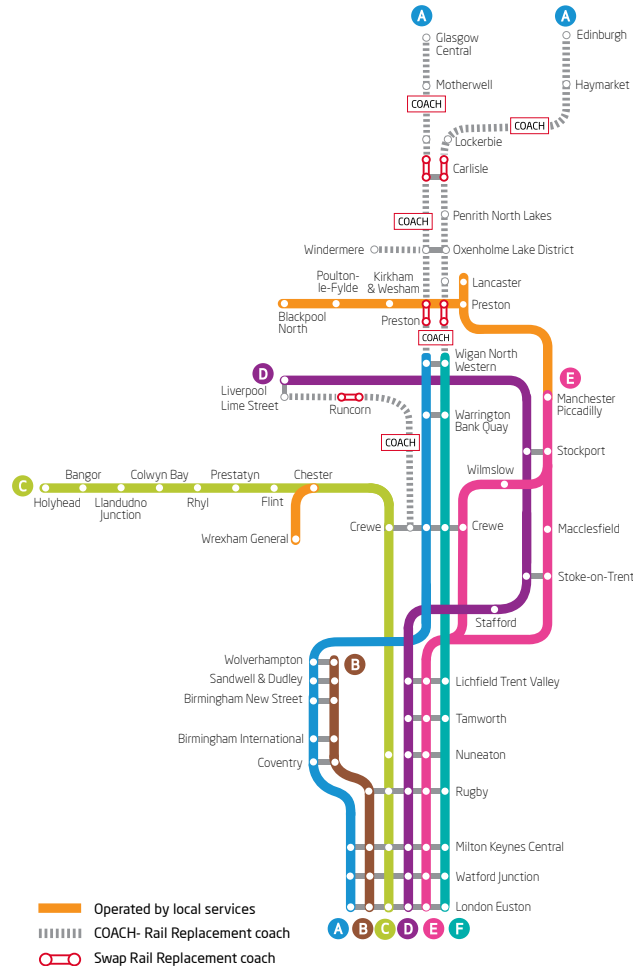 A
A
Glasgow
Central
Edinburgh
Motherwell
Haymarket
COACH
COACH
Lockerbie
Carlisle
COACH
Penrith North Lakes
Windermere
Oxenholme Lake District
Poulton-
le-Fylde
Kirkham
& Wesham
Lancaster
Preston
Blackpool
North
Preston
COACH
Wigan North
Western
D
E
Liverpool
Lime Street
Runcorn
Manchester
Piccadilly
Warrington
Bank Quay
COACH
Stockport
Wilmslow
C
Bangor
Colwyn Bay
Prestatyn
Chester
Holyhead
Llandudno
Junction
Rhyl
Flint
Wrexham General
Crewe
Crewe
Macclesfield
Stoke-on-Trent
Stafford
Wolverhampton
B
Sandwell & Dudley
Lichfield Trent Valley
Birmingham New Street
Tamworth
Birmingham International
Nuneaton
Coventry
Rugby
Milton Keynes Central
Watford Junction
London Euston
A B C D E F
Operated by local services
COACH- Rail Replacement coach
Swap Rail Replacement coach